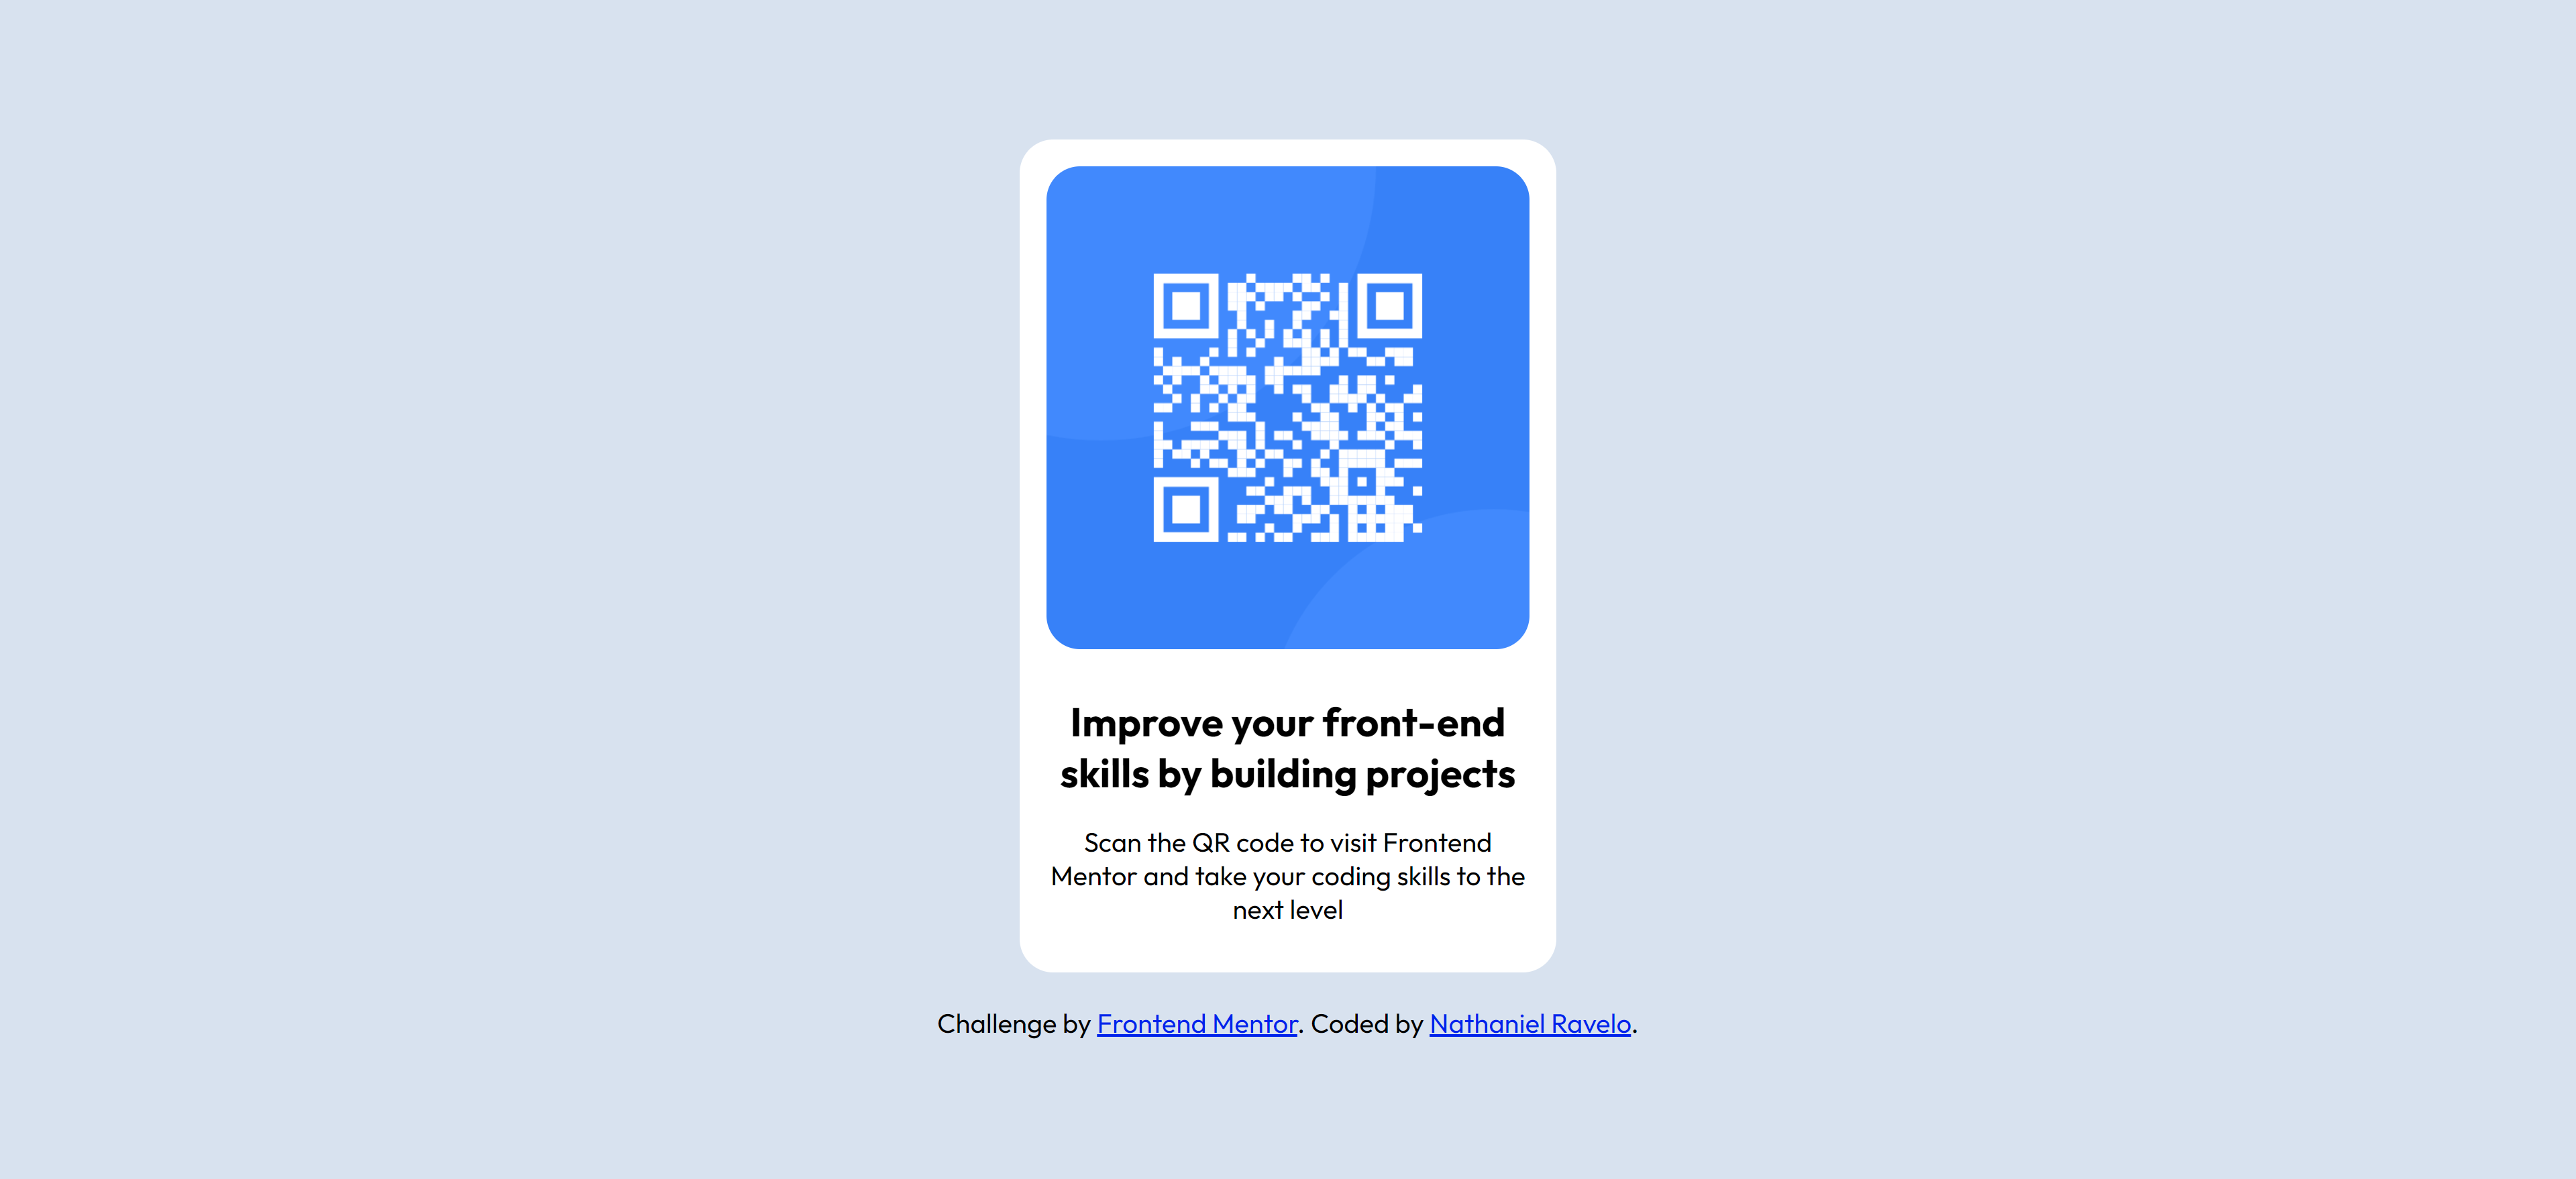 Improve your front-end
skills by building projects
Scan the QR code to visit Frontend
Mentor and take your coding skills to the
next level
Challenge by Frontend Mentor. Coded by Nathaniel Ravelo.